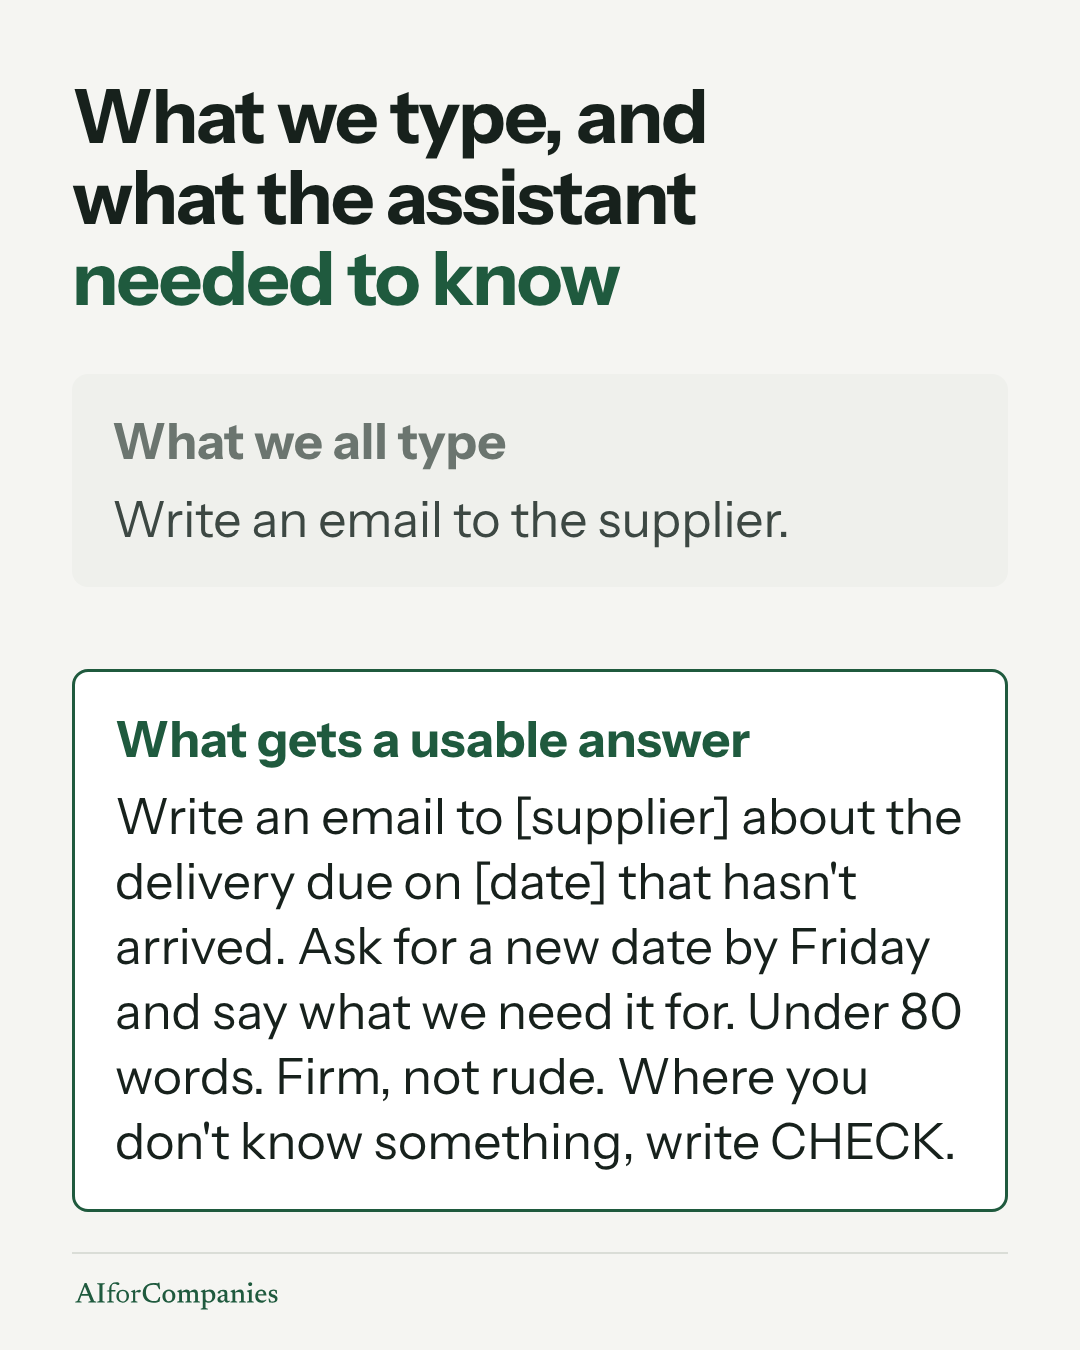 What we type, and
what the assistant
needed to know
What we all type
Write an email to the supplier.
What gets a usable answer
Write an email to [supplier] about the
delivery due on [date] that hasn't
arrived. Ask for a new date by Friday
and say what we need it for. Under 80
words. Firm, not rude. Where you
don't know something, write CHECK.
AIforCompanies